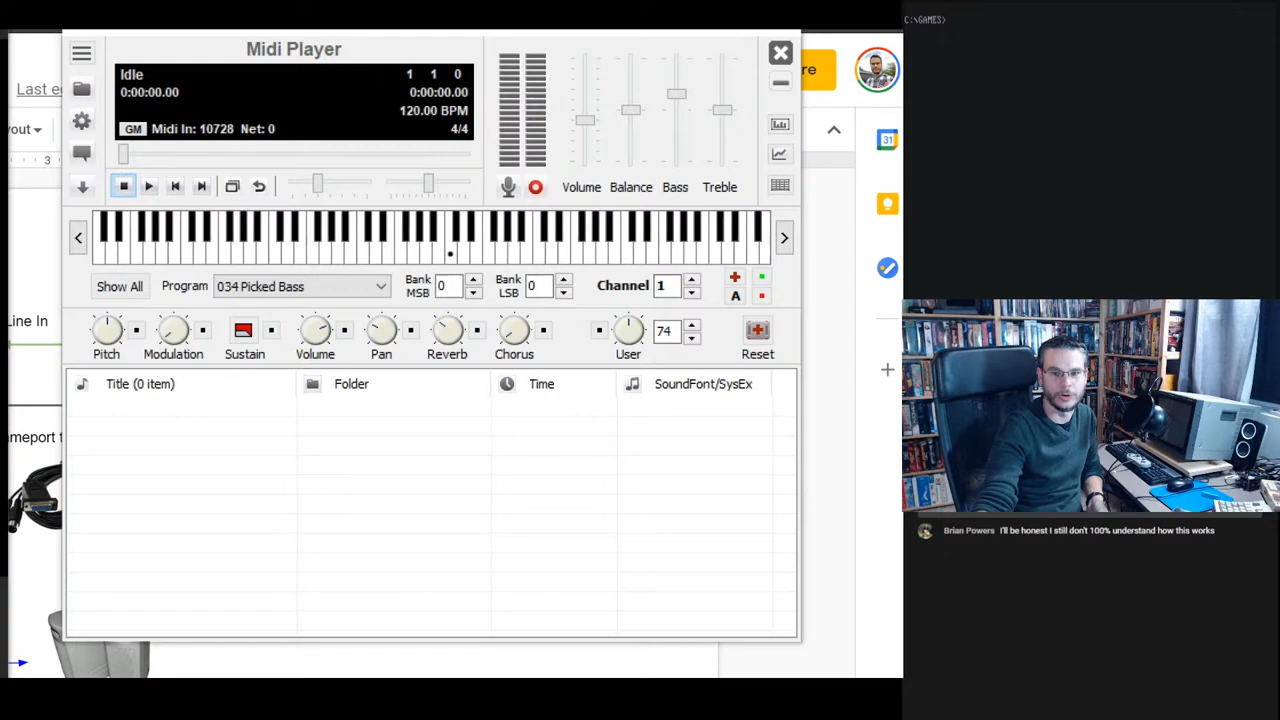 Midi Player
Idle
1 1 0
0:00:00.00
0:00:00.00
120.00 BPM
GM Midi In: 10728 Net: 0
4/4
Volume Balance Bass Treble
Last e
yout
3
re
31
Show All
Program
034 Picked Bass
Bank MSB
0
Bank LSB
0
Channel
1
A
Pitch
Modulation
Sustain
Volume
Pan
Reverb
Chorus
User
74
Reset
Title (0 item)
Folder
Time
SoundFont/SysEx
Line In
ameport t
C:\GAMES>
Brian Powers I'll be honest I still don't 100% understand how this works